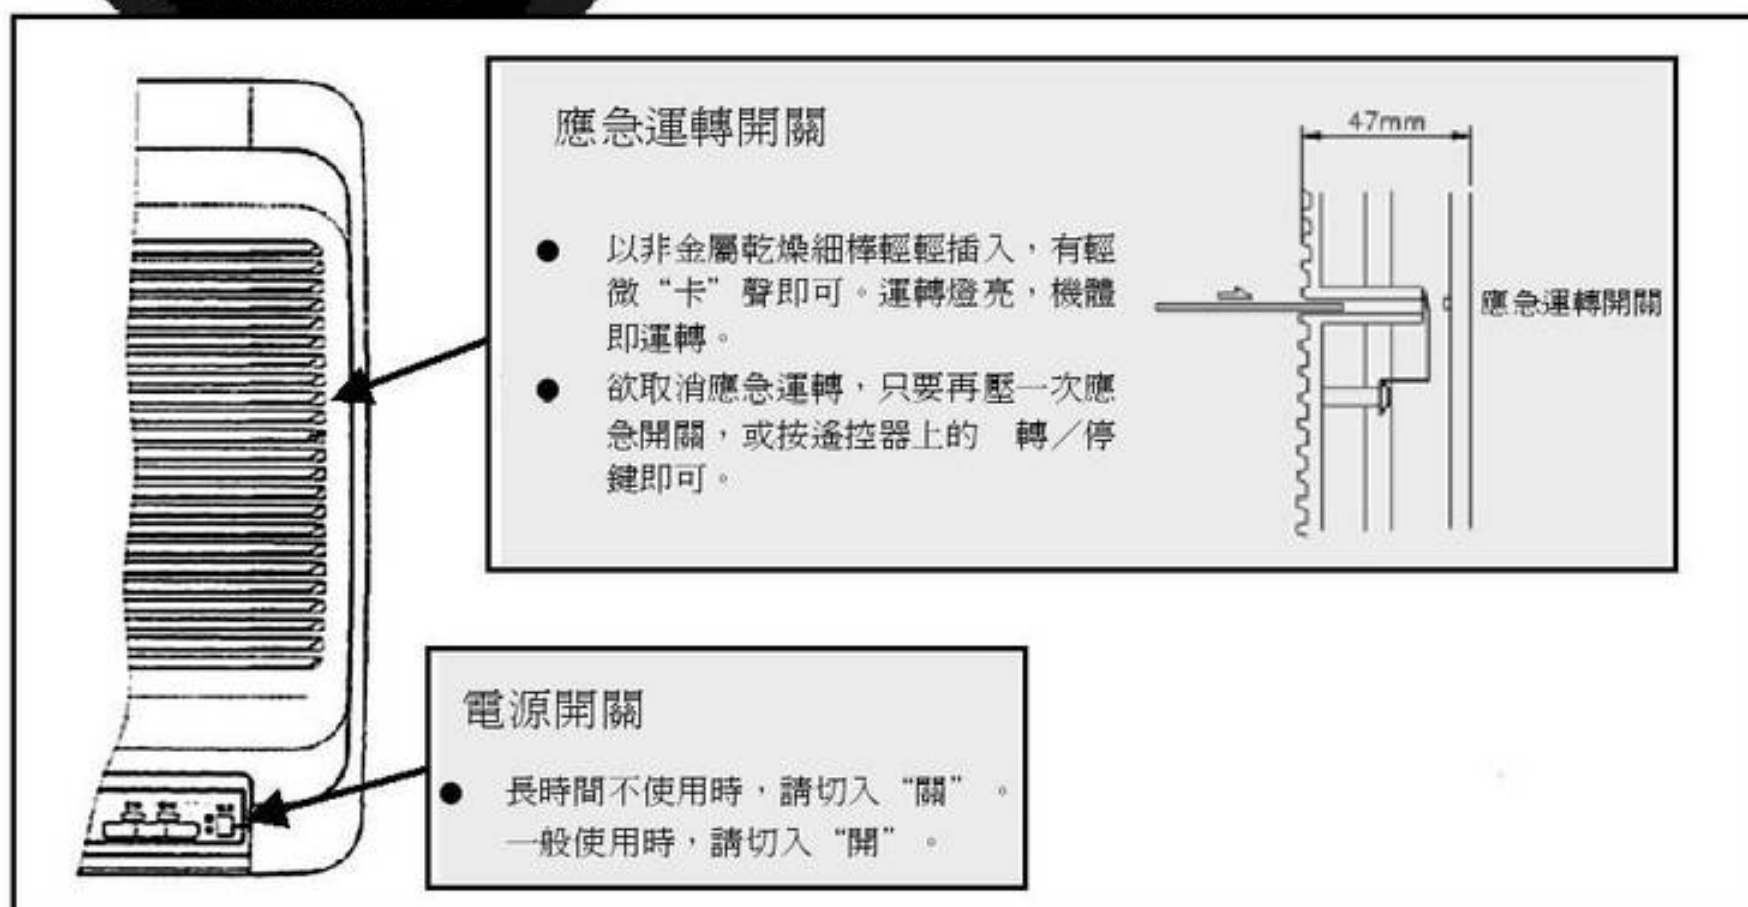 應急運轉開關
47mm
● 以非金屬乾燥細棒輕輕插入，有輕
微“卡”聲即可。運轉燈亮，機體
即運轉。
● 欲取消應急運轉，只要再壓一次應
急開關，或按遙控器上的 轉／停
鍵即可。
應急運轉開關
電源開關
● 長時間不使用時，請切入“關”。
一般使用時，請切入“開”。